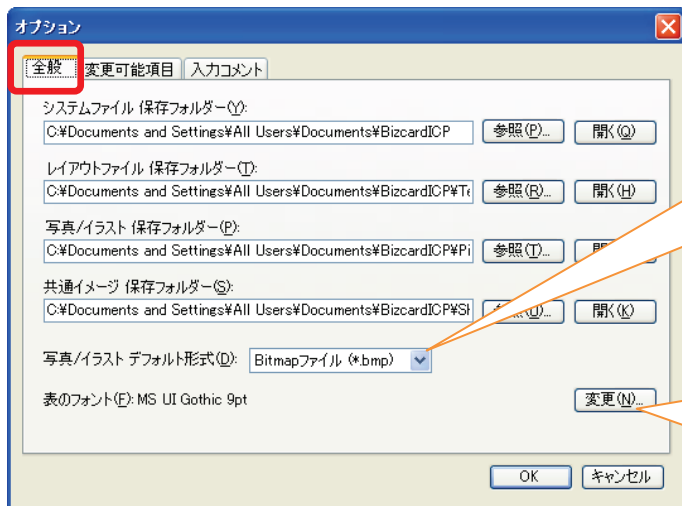 オプション
全般 変更可能項目 入力コメント
システムファイル 保存フォルダー(Y):
C:¥Documents and Settings¥All Users¥Documents¥BizcardICP 参照(P)... 開く(Q)
レイアウトファイル 保存フォルダー(T):
C:¥Documents and Settings¥All Users¥Documents¥BizcardICP¥Te 参照(R)... 開く(H)
写真/イラスト 保存フォルダー(P):
C:¥Documents and Settings¥All Users¥Documents¥BizcardICP¥Pi 参照(T)...
共通イメージ 保存フォルダー(S):
C:¥Documents and Settings¥All Users¥Documents¥BizcardICP¥Sh 参照(U)... 開く(K)
写真/イラスト デフォルト形式(D): Bitmapファイル (*.bmp)
表のフォント(F): MS UI Gothic 9pt 変更(N)...
OK キャンセル